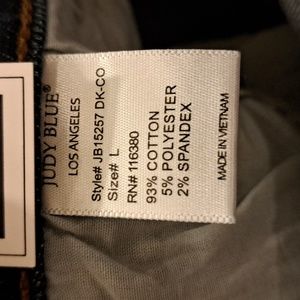 JUDY BLUE®
LOS ANGELES
Style# JB15257 DK-CO
Size# L
RN# 116380
93% COTTON
5% POLYESTER
2% SPANDEX
MADE IN VIETNAM